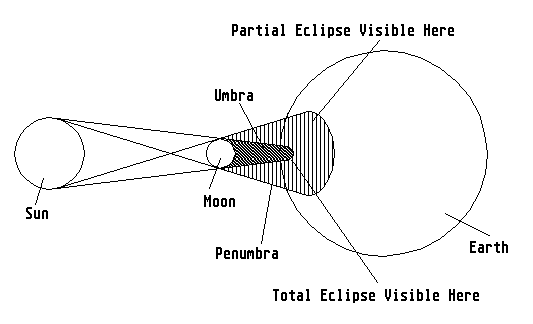 Partial Eclipse Visible Here
Umbra
Sun
Moon
Penumbra
Earth
Total Eclipse Visible Here